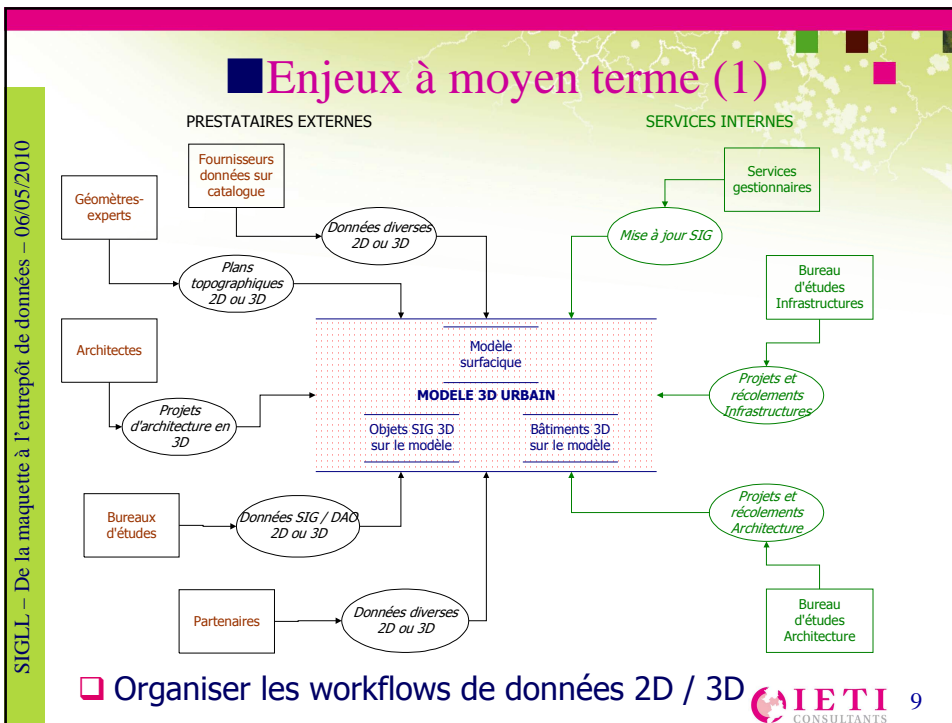 Enjeux à moyen terme (1)
PRESTATAIRES EXTERNES
SERVICES INTERNES
SIGLL – De la maquette à l'entrepôt de données – 06/05/2010
Fournisseurs
données sur
catalogue
Services
gestionnaires
Géomètres-
experts
Données diverses
2D ou 3D
Mise à jour SIG
Plans
topographiques
2D ou 3D
Bureau
d'études
Infrastructures
Architectes
Modèle
surfacique
MODELE 3D URBAIN
Objets SIG 3D
sur le modèle
Bâtiments 3D
sur le modèle
Projets et
récolements
Infrastructures
Projets
d'architecture en
3D
Bureaux
d'études
Données SIG / DAO
2D ou 3D
Projets et
récolements
Architecture
Partenaires
Données diverses
2D ou 3D
Bureau
d'études
Architecture
Organiser les workflows de données 2D / 3D
IETI
CONSULTANTS
9